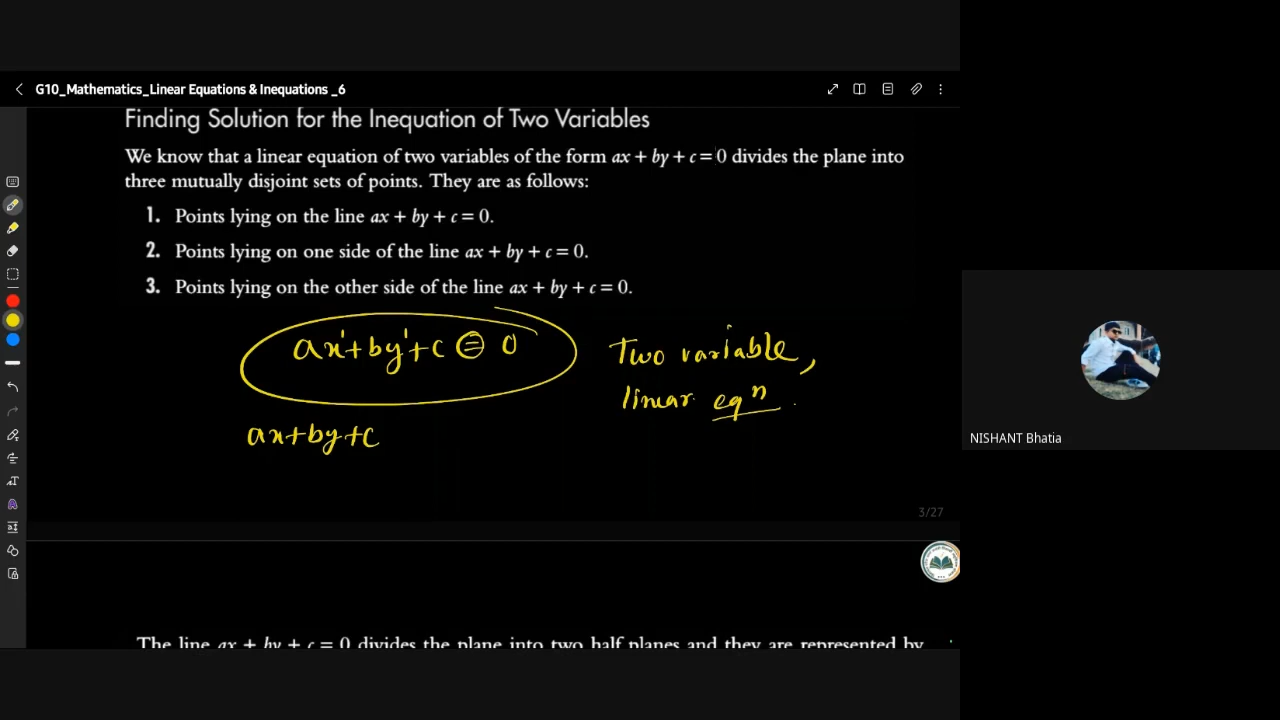 G10_Mathematics_Linear Equations & Inequations _6
Finding Solution for the Inequation of Two Variables
We know that a linear equation of two variables of the form ax + by + c = 0 divides the plane into
three mutually disjoint sets of points. They are as follows:
1. Points lying on the line ax + by + c = 0.
2. Points lying on one side of the line ax + by + c = 0.
3. Points lying on the other side of the line ax + by + c = 0.
ax¹+by¹+c = 0
Two variable,
linear eqⁿ.
ax+by+c
NISHANT Bhatia
3/27
The line ax + by + c = 0 divides the plane into two half planes and they are represented by